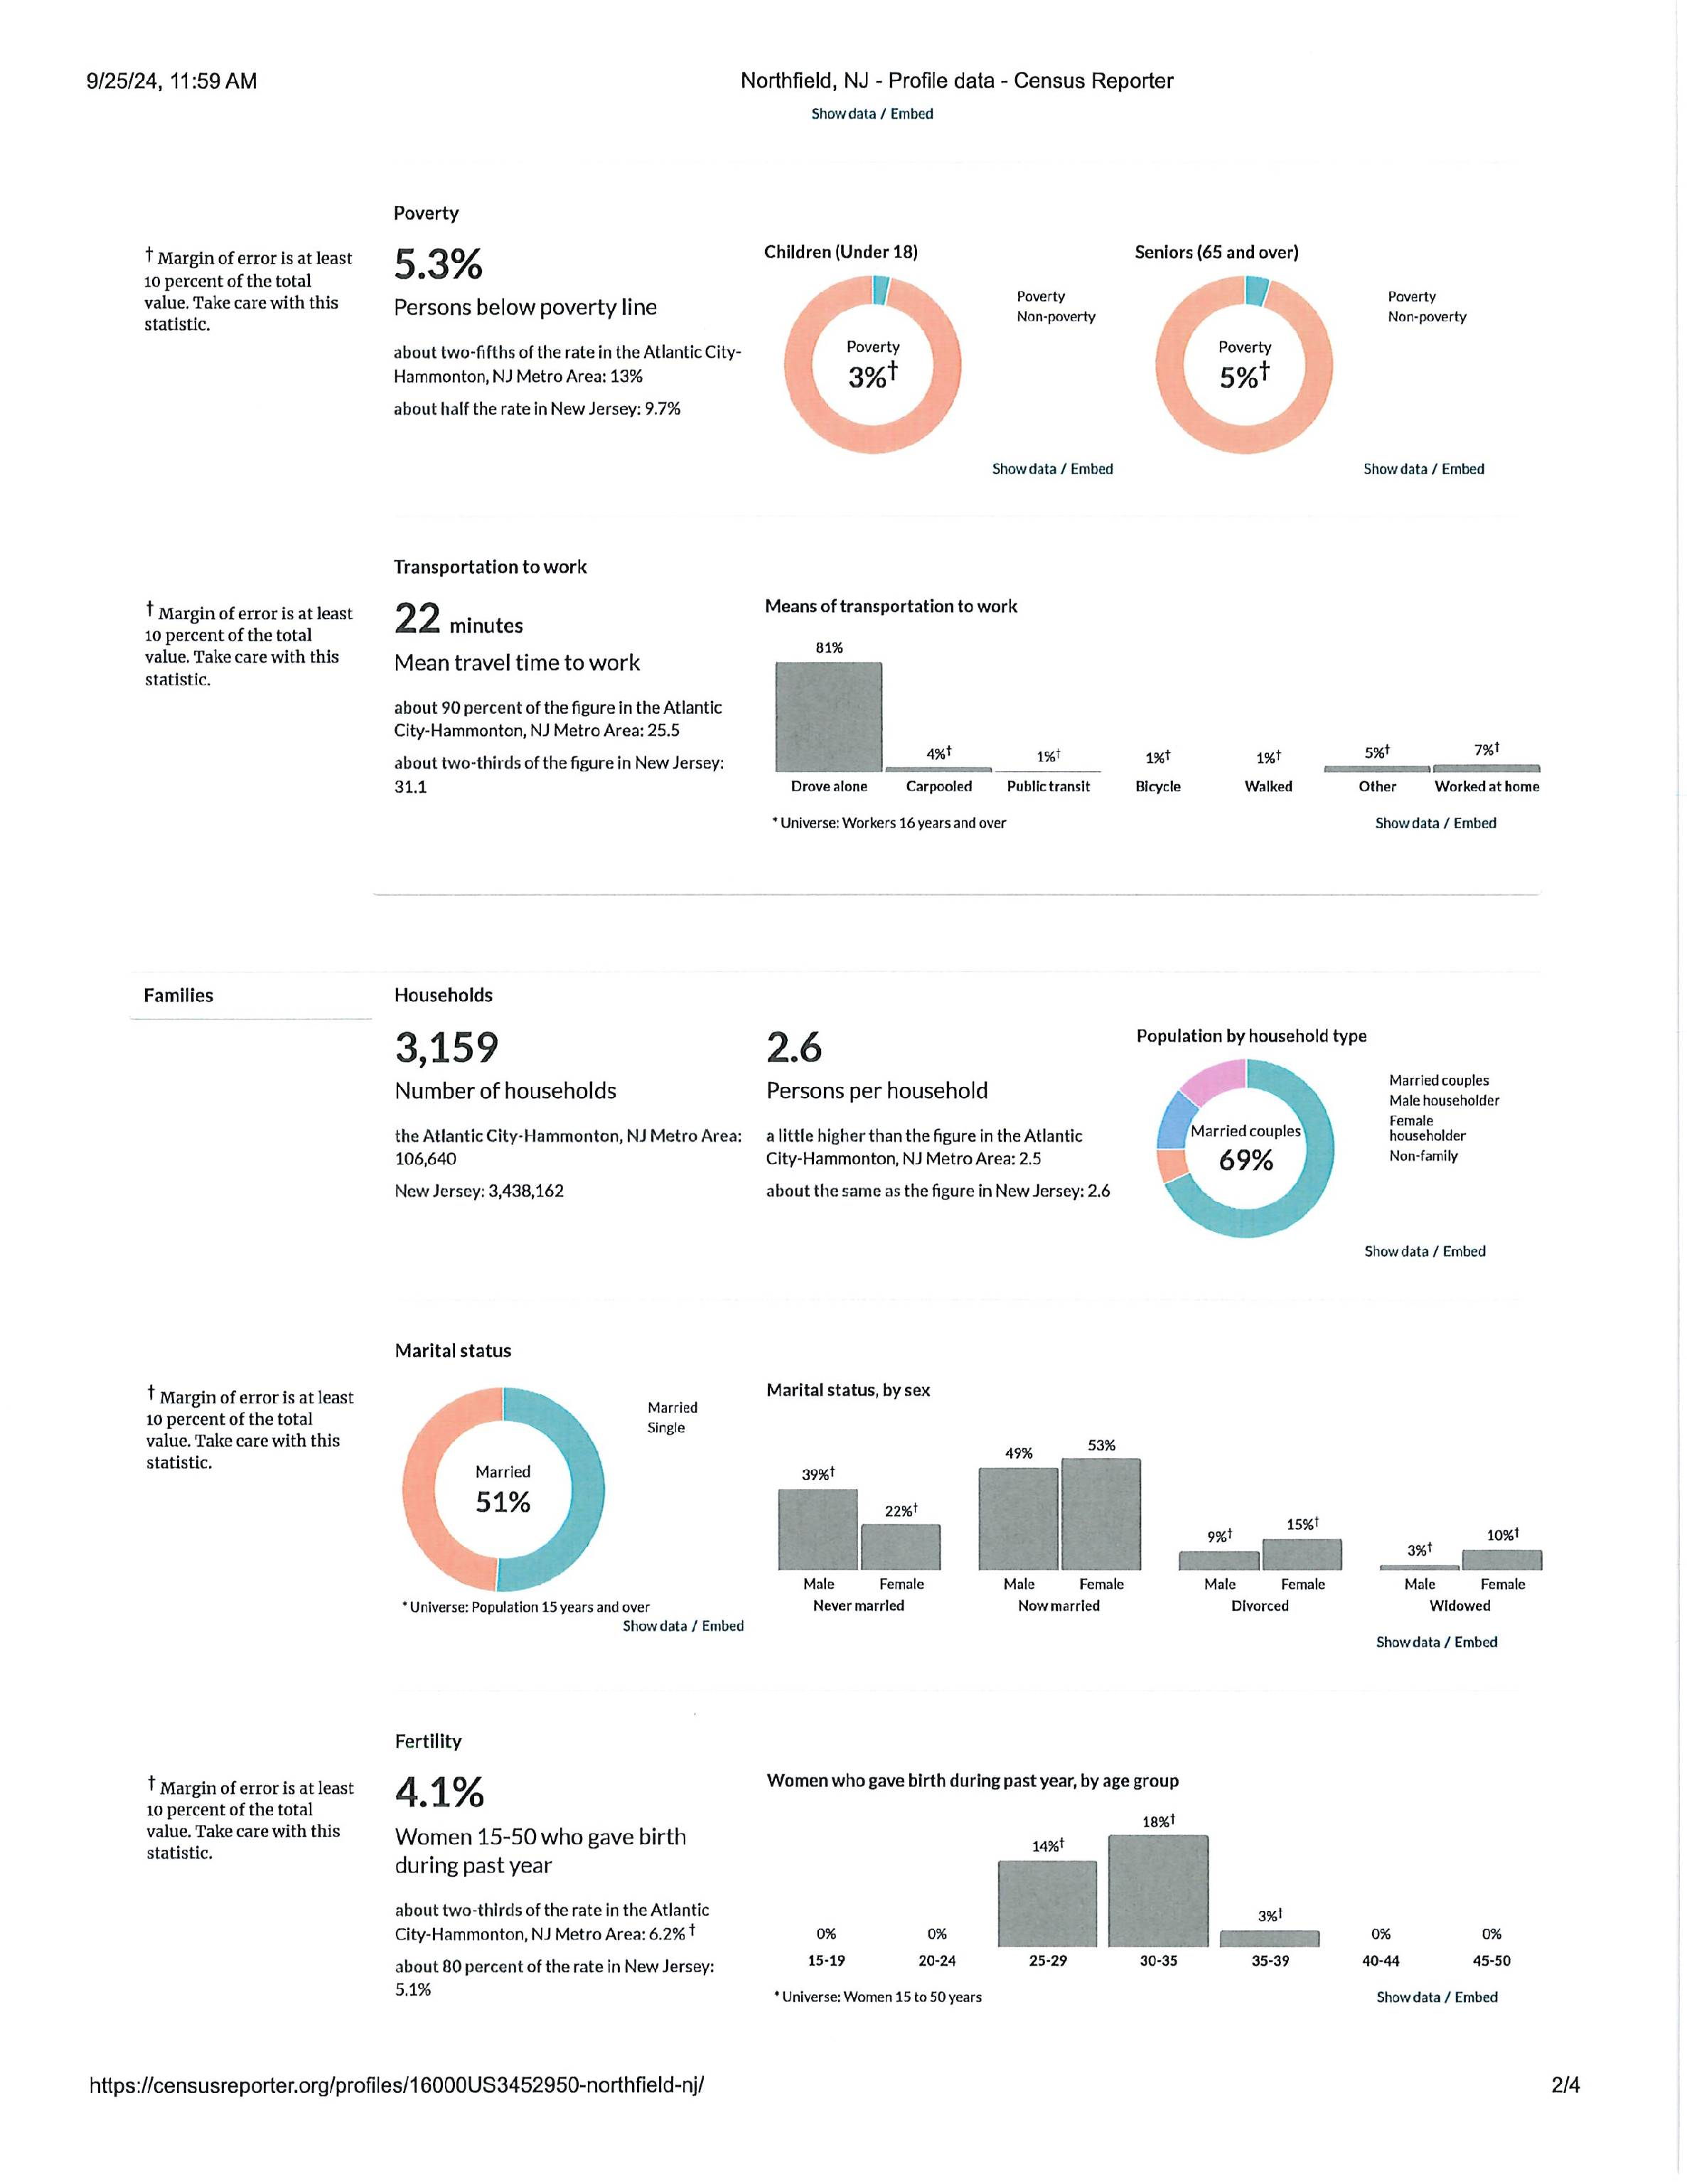 9/25/24, 11:59 AM
Northfield, NJ - Profile data - Census Reporter
Show data / Embed
Poverty
† Margin of error is at least
10 percent of the total
value. Take care with this
statistic.
5.3%
Persons below poverty line
about two-fifths of the rate in the Atlantic City-
Hammonton, NJ Metro Area: 13%
about half the rate in New Jersey: 9.7%
Children (Under 18)
Poverty
Non-poverty
Poverty
3%†
Show data / Embed
Seniors (65 and over)
Poverty
Non-poverty
Poverty
5%†
Show data / Embed
Transportation to work
† Margin of error is at least
10 percent of the total
value. Take care with this
statistic.
22 minutes
Mean travel time to work
about 90 percent of the figure in the Atlantic
City-Hammonton, NJ Metro Area: 25.5
about two-thirds of the figure in New Jersey:
31.1
Means of transportation to work
81% 4%† 1%† 1%† 1%† 5%† 7%†
Drove alone Carpooled Public transit Bicycle Walked Other Worked at home
* Universe: Workers 16 years and over
Show data / Embed
Families
Households
3,159
Number of households
the Atlantic City-Hammonton, NJ Metro Area:
106,640
New Jersey: 3,438,162
2.6
Persons per household
a little higher than the figure in the Atlantic
City-Hammonton, NJ Metro Area: 2.5
about the same as the figure in New Jersey: 2.6
Population by household type
Married couples
Male householder
Female
householder
Non-family
Married couples
69%
Show data / Embed
Marital status
† Margin of error is at least
10 percent of the total
value. Take care with this
statistic.
Married
Single
Married
51%
* Universe: Population 15 years and over
Show data / Embed
Marital status, by sex
39%† 22%† 49% 53% 9%† 15%† 3%† 10%†
Male Female Male Female Male Female Male Female
Never married Now married Divorced Widowed
Show data / Embed
Fertility
† Margin of error is at least
10 percent of the total
value. Take care with this
statistic.
4.1%
Women 15-50 who gave birth
during past year
about two-thirds of the rate in the Atlantic
City-Hammonton, NJ Metro Area: 6.2% †
about 80 percent of the rate in New Jersey:
5.1%
Women who gave birth during past year, by age group
0% 0% 14%† 18%† 3%† 0% 0%
15-19 20-24 25-29 30-35 35-39 40-44 45-50
* Universe: Women 15 to 50 years
Show data / Embed
https://censusreporter.org/profiles/16000US3452950-northfield-nj/
2/4